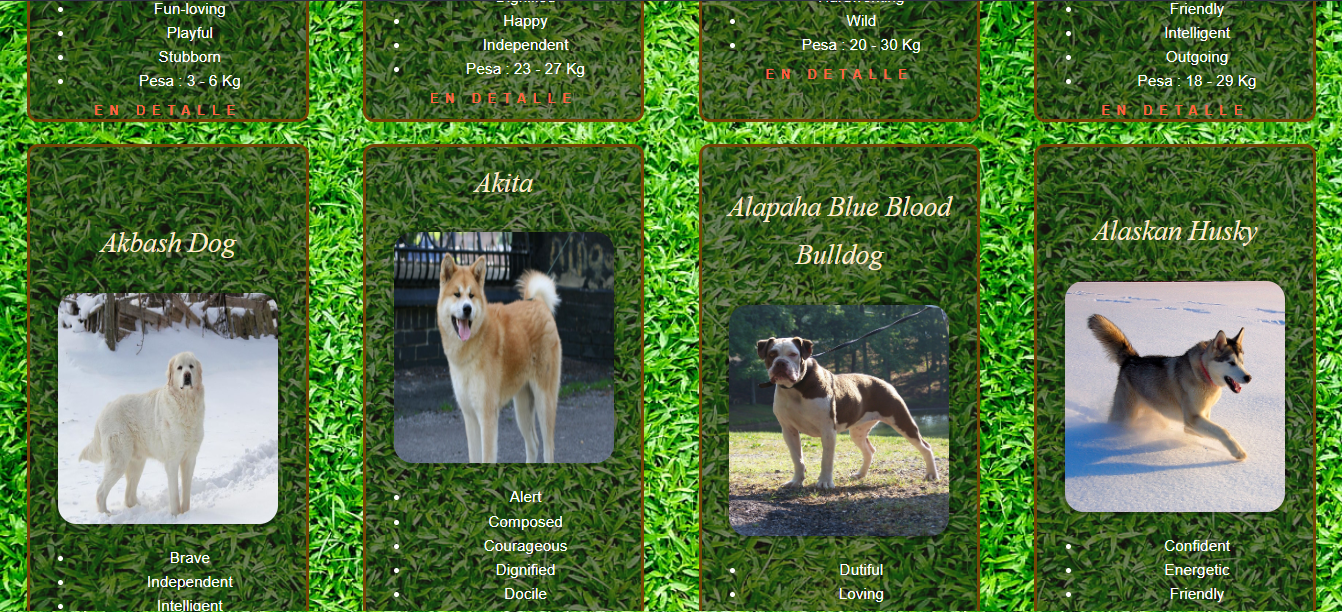 Fun-loving
Playful
Stubborn
Pesa : 3 - 6 Kg
EN DETALLE
Dignified
Happy
Independent
Pesa : 23 - 27 Kg
EN DETALLE
Hardworking
Wild
Pesa : 20 - 30 Kg
EN DETALLE
Friendly
Intelligent
Outgoing
Pesa : 18 - 29 Kg
EN DETALLE
Akbash Dog
Brave
Independent
Intelligent
Akita
Alert
Composed
Courageous
Dignified
Docile
Alapaha Blue Blood
Bulldog
Dutiful
Loving
Alaskan Husky
Confident
Energetic
Friendly